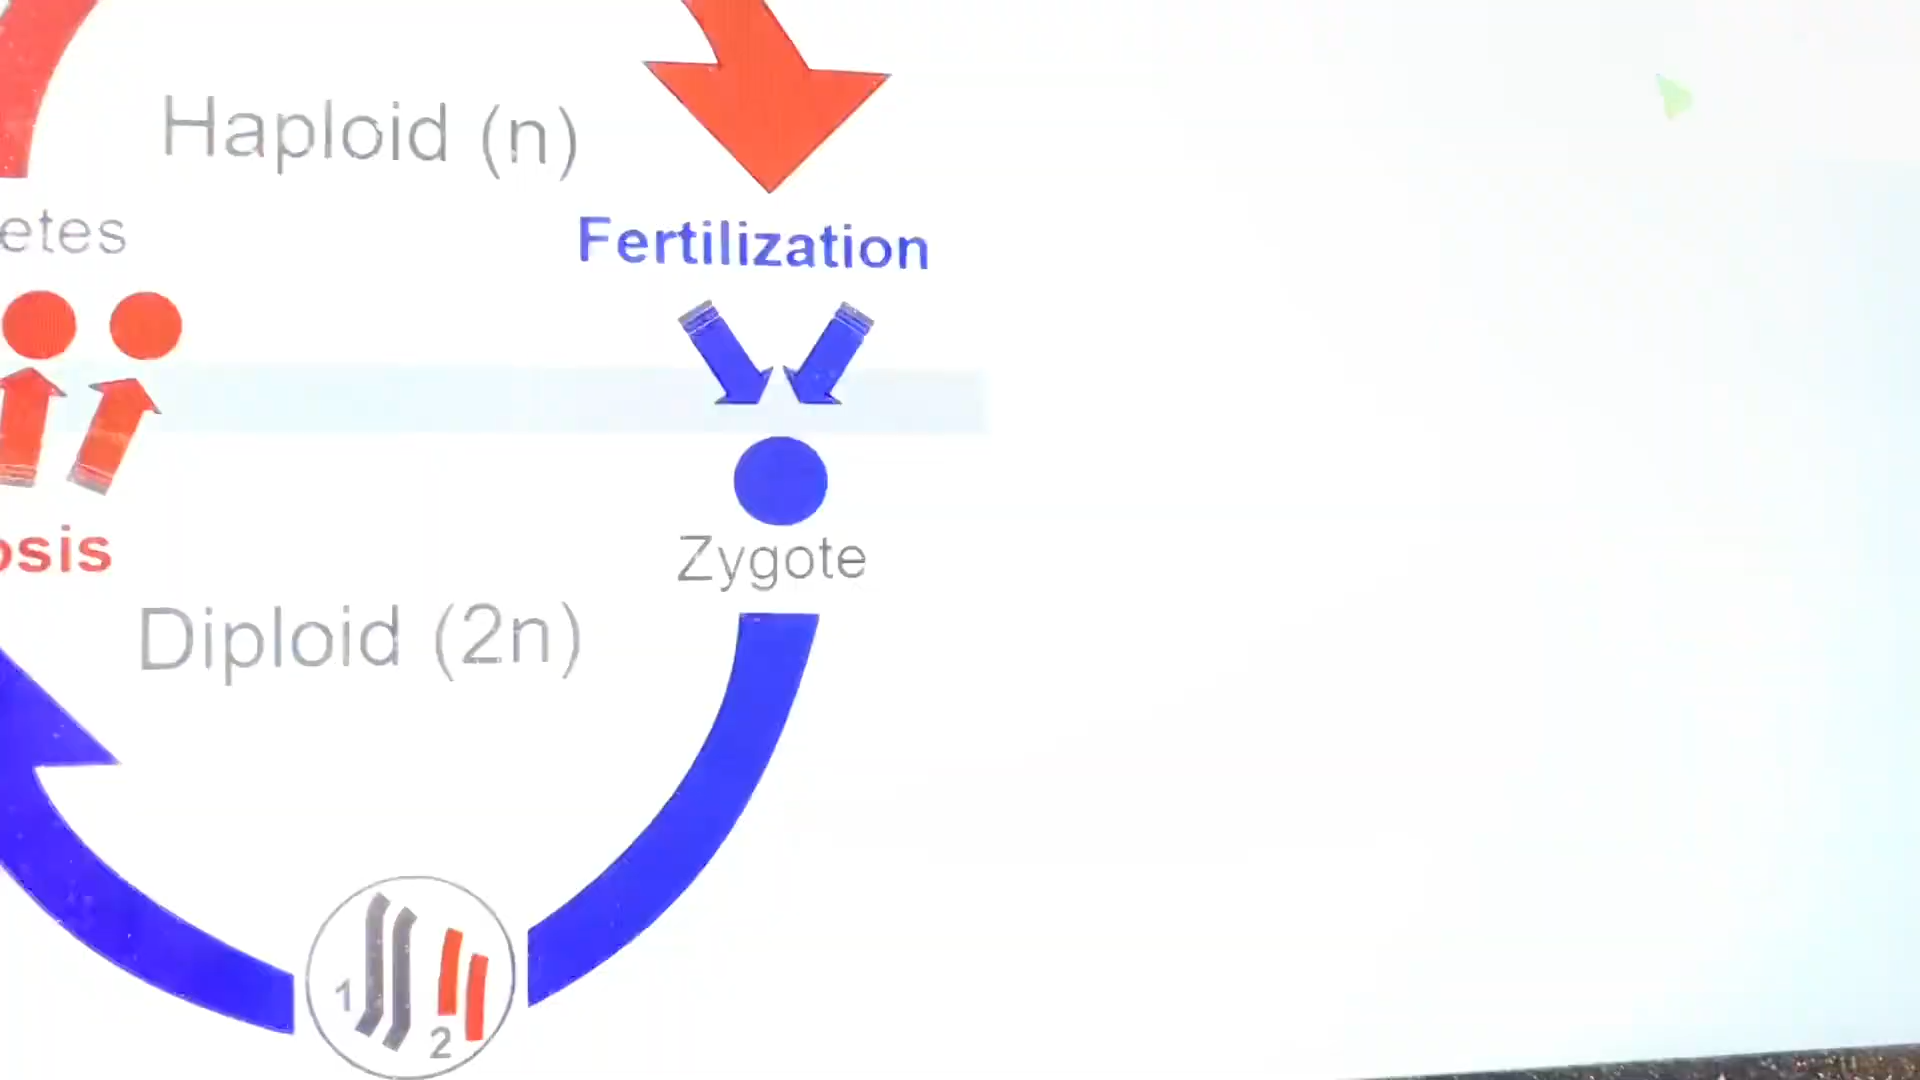 Haploid (n)
etes
Fertilization
osis
Zygote
Diploid (2n)
1
2